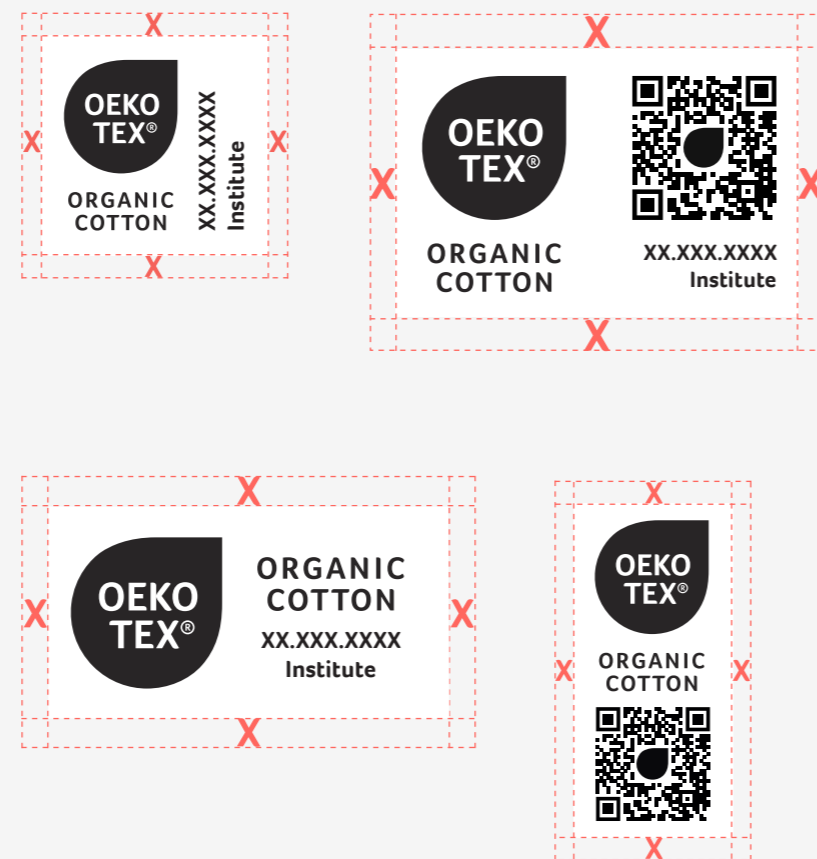 X
X
OEKO
TEX®
ORGANIC
COTTON
XX.XXX.XXXX
Institute
X
X
X
X
OEKO
TEX®
ORGANIC
COTTON
XX.XXX.XXXX
Institute
X
X
X
X
OEKO
TEX®
ORGANIC
COTTON
XX.XXX.XXXX
Institute
X
X
X
X
OEKO
TEX®
ORGANIC
COTTON
X
X